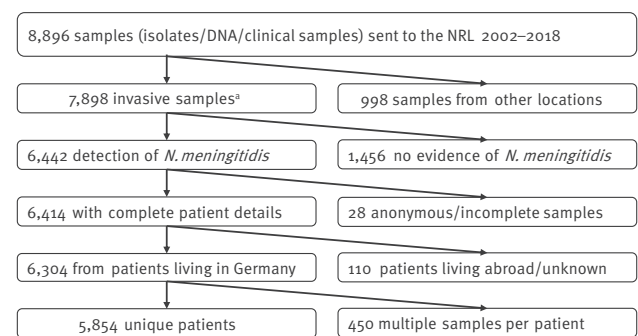 8,896 samples (isolates/DNA/clinical samples) sent to the NRL 2002–2018
7,898 invasive samplesᵃ
998 samples from other locations
6,442 detection of N. meningitidis
1,456 no evidence of N. meningitidis
6,414 with complete patient details
28 anonymous/incomplete samples
6,304 from patients living in Germany
110 patients living abroad/unknown
5,854 unique patients
450 multiple samples per patient